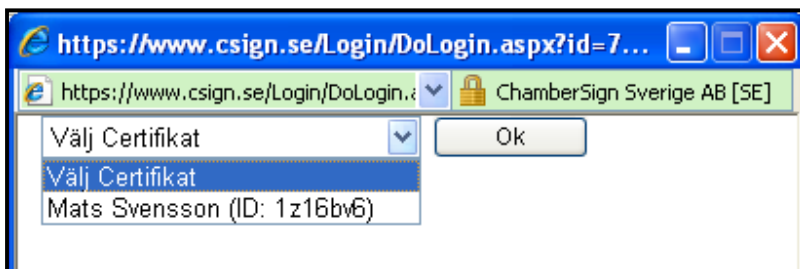 https://www.csign.se/Login/DoLogin.aspx?id=7...
https://www.csign.se/Login/DoLogin.a ChamberSign Sverige AB [SE]
Välj Certifikat Ok
Välj Certifikat
Mats Svensson (ID: 1z16bv6)